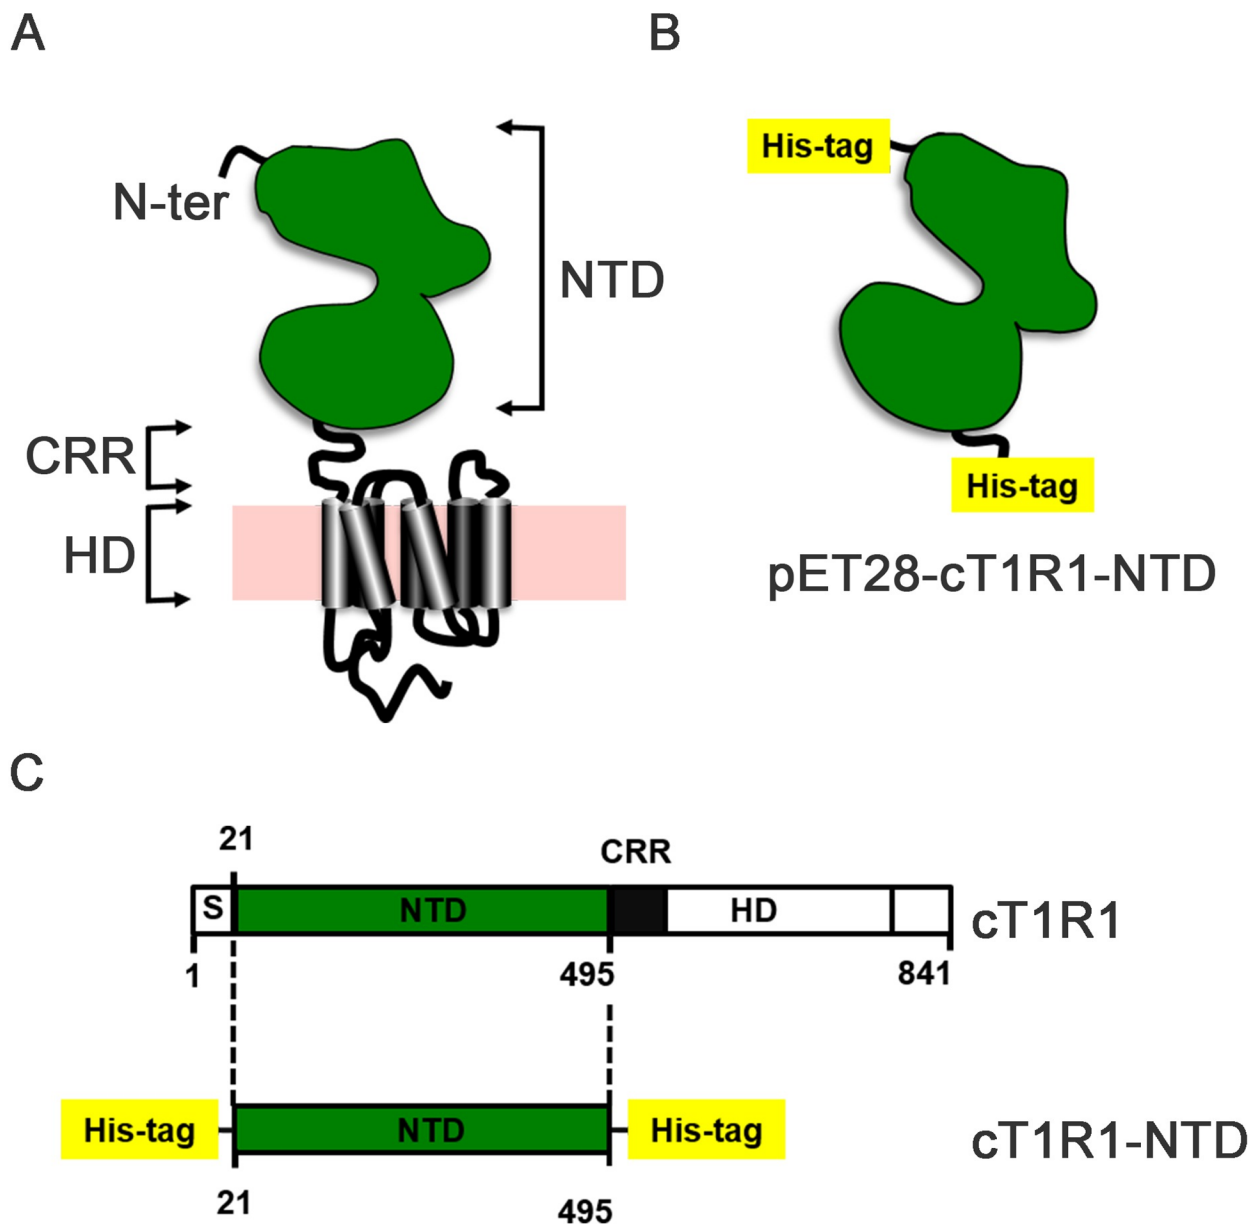 A
B
His-tag
N-ter
NTD
CRR
His-tag
HD
pET28-cT1R1-NTD
C
21
CRR
S
NTD
HD
cT1R1
1
495
841
His-tag
NTD
His-tag
cT1R1-NTD
21
495